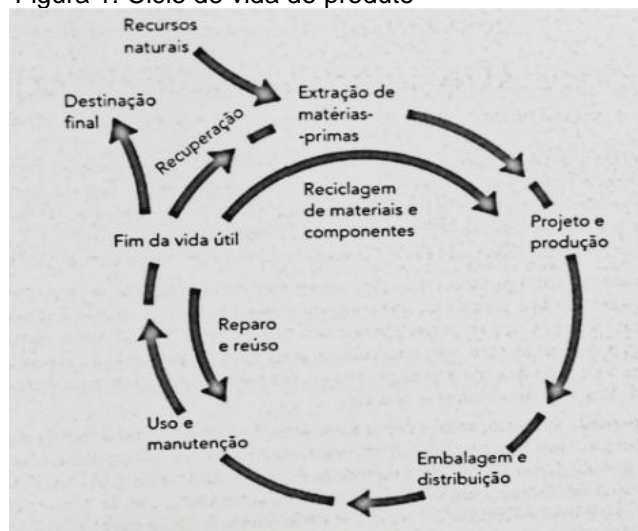 Figura 1: Ciclo de vida do produto
Recursos
naturais
Extração de
matérias-
-primas
Destinação
final
Recuperação
Reciclagem
de materiais e
componentes
Projeto e
produção
Fim da vida útil
Reparo
e reúso
Uso e
manutenção
Embalagem e
distribuição